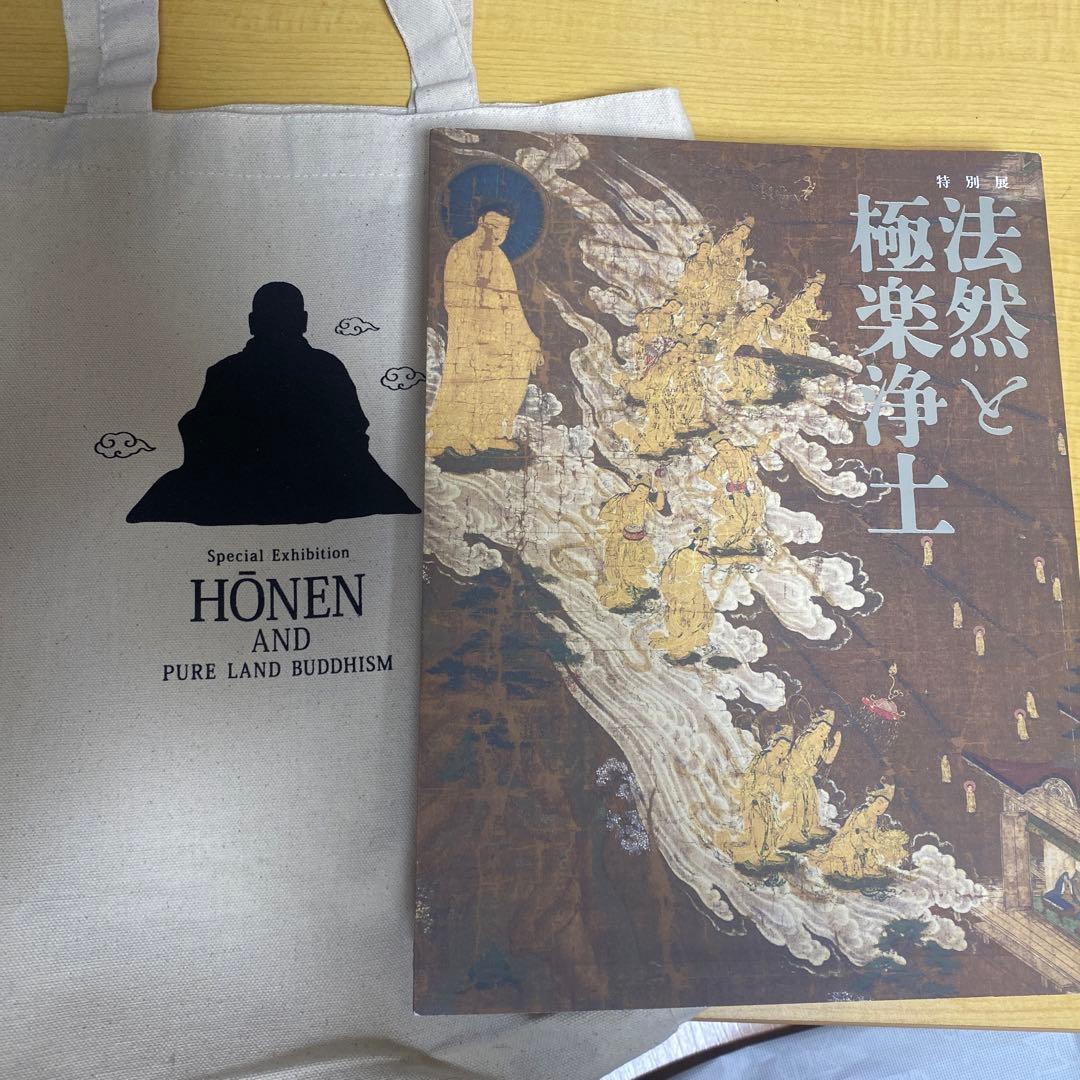 Special Exhibition
HŌNEN
AND
PURE LAND BUDDHISM
特別展
法然と
極楽浄土